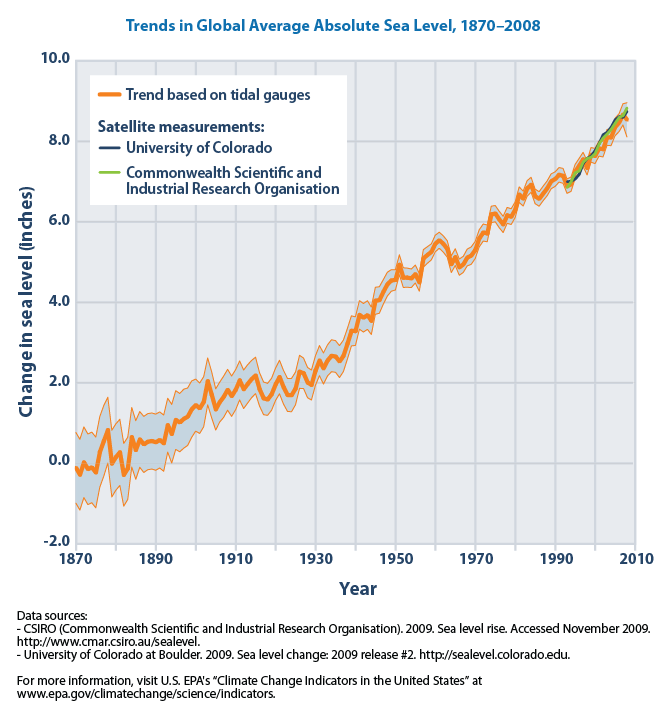 Trends in Global Average Absolute Sea Level, 1870–2008
10.0
8.0
6.0
4.0
2.0
0.0
-2.0
Change in sea level (inches)
Trend based on tidal gauges
Satellite measurements:
University of Colorado
Commonwealth Scientific and
Industrial Research Organisation
1870
1890
1910
1930
1950
1970
1990
2010
Year
Data sources:
- CSIRO (Commonwealth Scientific and Industrial Research Organisation). 2009. Sea level rise. Accessed November 2009.
http://www.cmar.csiro.au/sealevel.
- University of Colorado at Boulder. 2009. Sea level change: 2009 release #2. http://sealevel.colorado.edu.
For more information, visit U.S. EPA's “Climate Change Indicators in the United States” at
www.epa.gov/climatechange/science/indicators.